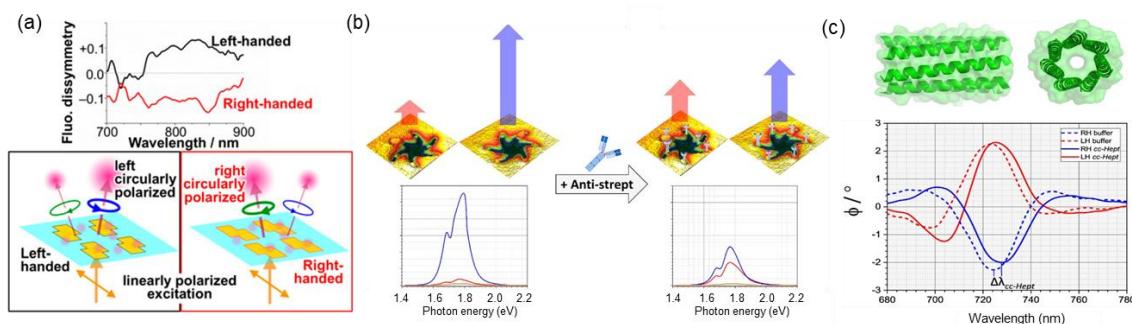 (a)
Fluo. dissymmetry
+0.1
0.0
−0.1
Left-handed
Right-handed
700
800
900
Wavelength / nm
left
circularly
polarized
right
circularly
polarized
Left-
handed
linearly polarized
excitation
Right-
handed
(b)
+ Anti-strept
1.4 1.6 1.8 2.0 2.2
Photon energy (eV)
1.4 1.6 1.8 2.0 2.2
Photon energy (eV)
(c)
ϕ / °
3
2
1
0
-1
-2
-3
RH buffer
LH buffer
RH cc-Hept
LH cc-Hept
Δλcc-Hept
680 700 720 740 760 780
Wavelength (nm)